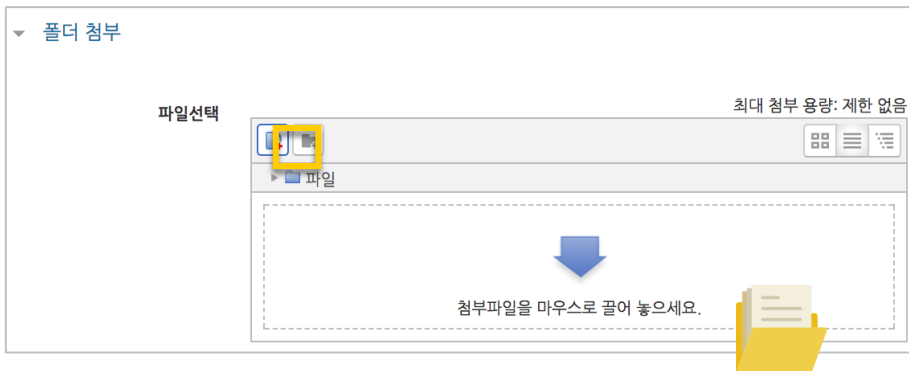 폴더 첨부
최대 첨부 용량: 제한 없음
파일선택
파일
첨부파일을 마우스로 끌어 놓으세요.